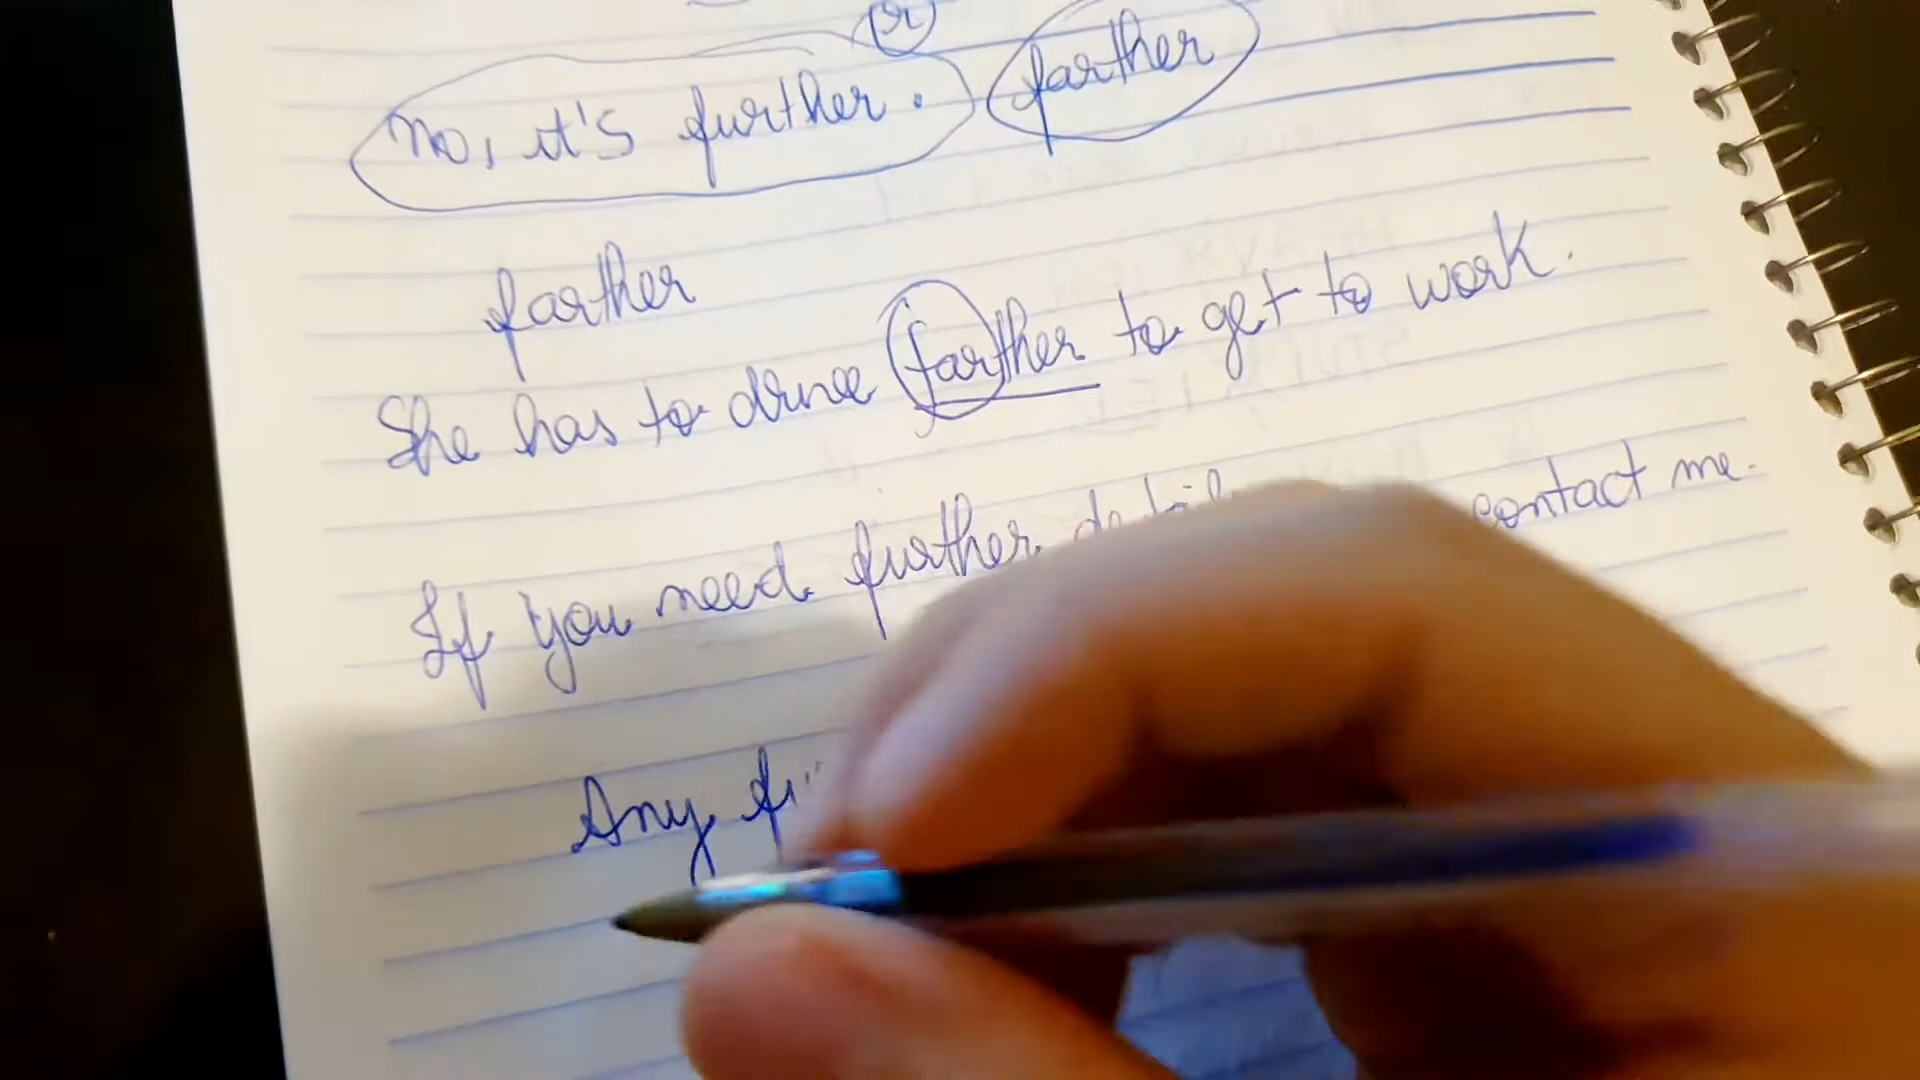 or
No, it's further. farther
farther
She has to drive farther to get to work.
If you need further contact me.
Any